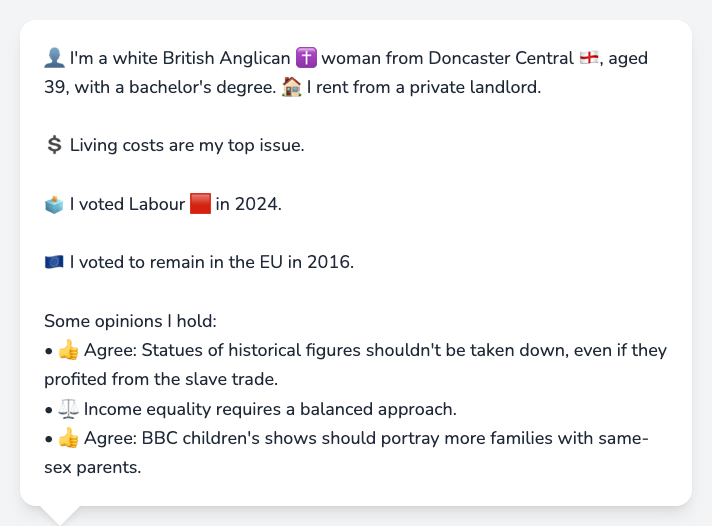 👤 I'm a white British Anglican ✝️ woman from Doncaster Central 🏴󠁧󠁢󠁥󠁮󠁧󠁿, aged
39, with a bachelor's degree. 🏠 I rent from a private landlord.
💲 Living costs are my top issue.
🗳️ I voted Labour 🟥 in 2024.
🇪🇺 I voted to remain in the EU in 2016.
Some opinions I hold:
• 👍 Agree: Statues of historical figures shouldn't be taken down, even if they
profited from the slave trade.
• ⚖️ Income equality requires a balanced approach.
• 👍 Agree: BBC children's shows should portray more families with same-
sex parents.